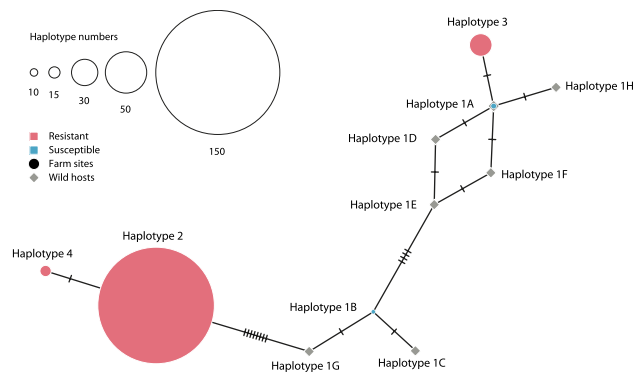 Haplotype 3
Haplotype numbers
10
15
30
50
150
Haplotype 1H
Haplotype 1A
Resistant
Susceptible
Farm sites
Wild hosts
Haplotype 1D
Haplotype 1F
Haplotype 1E
Haplotype 2
Haplotype 4
Haplotype 1B
Haplotype 1G
Haplotype 1C